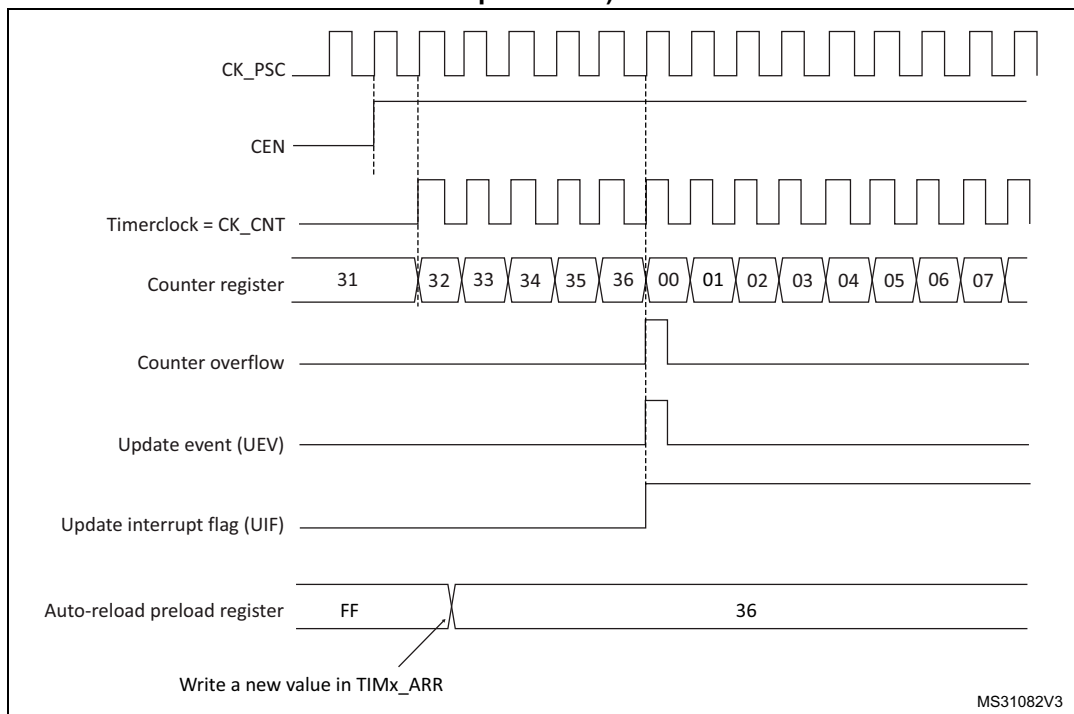 CK_PSC
CEN
Timerclock = CK_CNT
Counter register 31 32 33 34 35 36 00 01 02 03 04 05 06 07
Counter overflow
Update event (UEV)
Update interrupt flag (UIF)
Auto-reload preload register FF 36
Write a new value in TIMx_ARR
MS31082V3